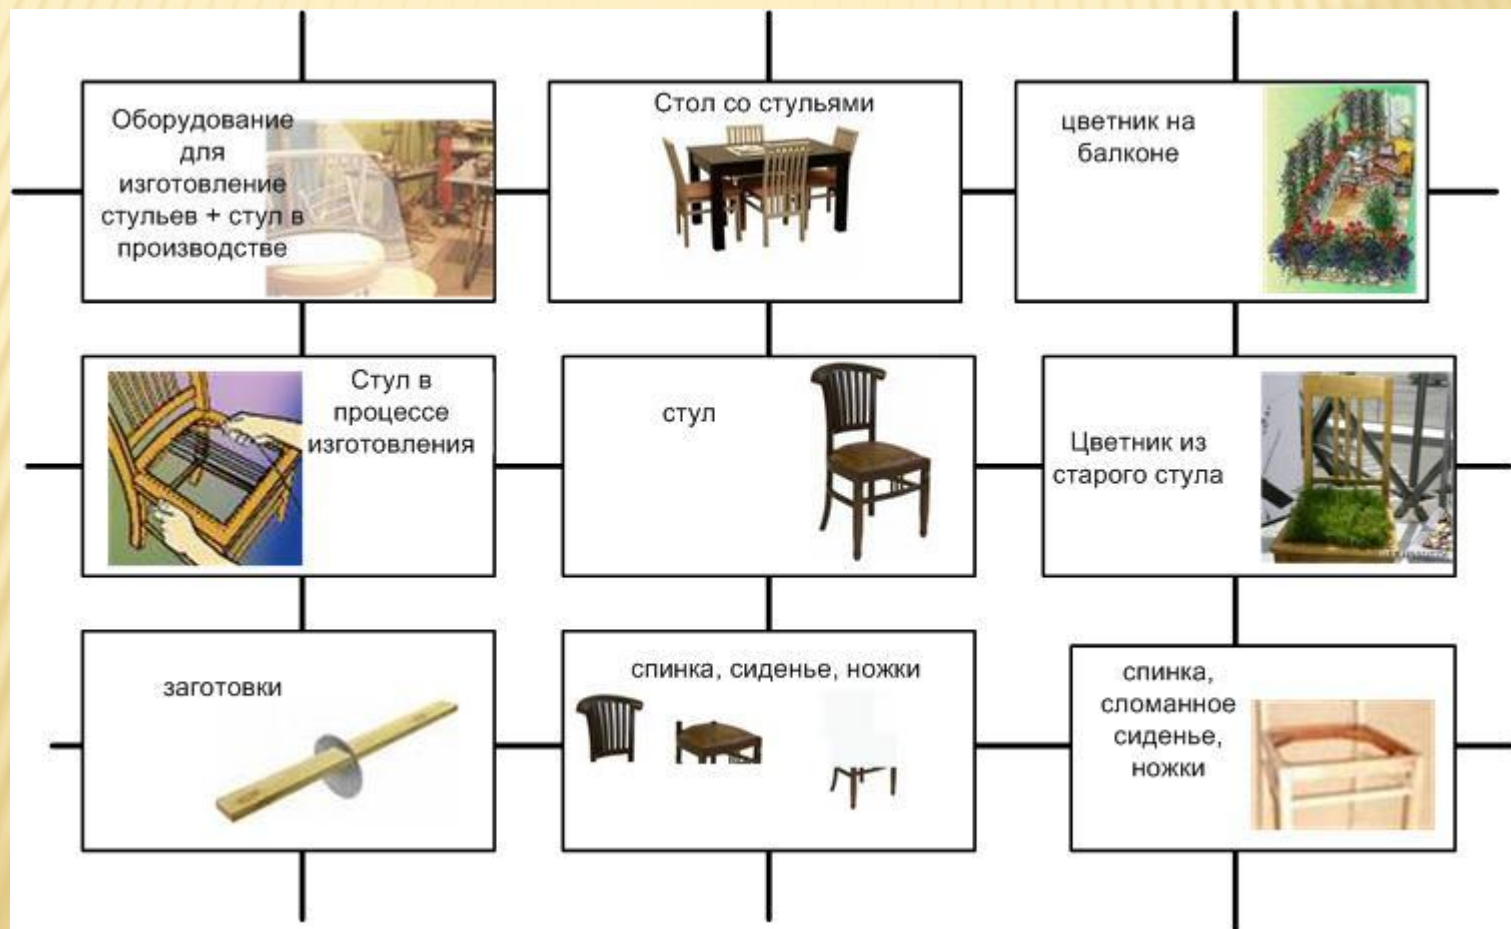 Оборудование
для
изготовление
стульев + стул в
производстве
Стол со стульями
цветник на
балконе
Стул в
процессе
изготовления
стул
Цветник из
старого стула
заготовки
спинка, сиденье, ножки
спинка,
сломанное
сиденье,
ножки